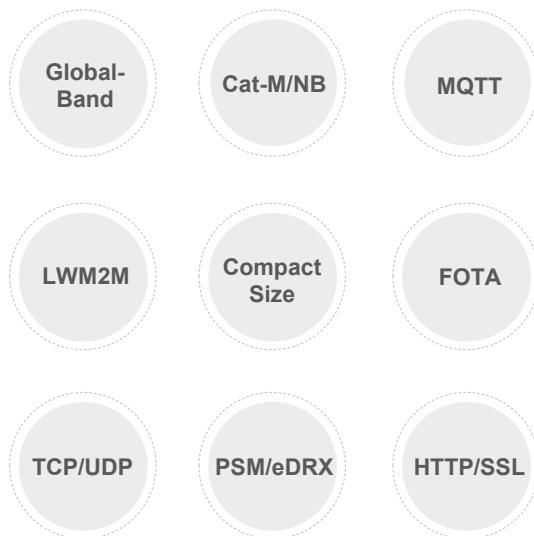 Global-
Band
Cat-M/NB
MQTT
LWM2M
Compact
Size
FOTA
TCP/UDP
PSM/eDRX
HTTP/SSL